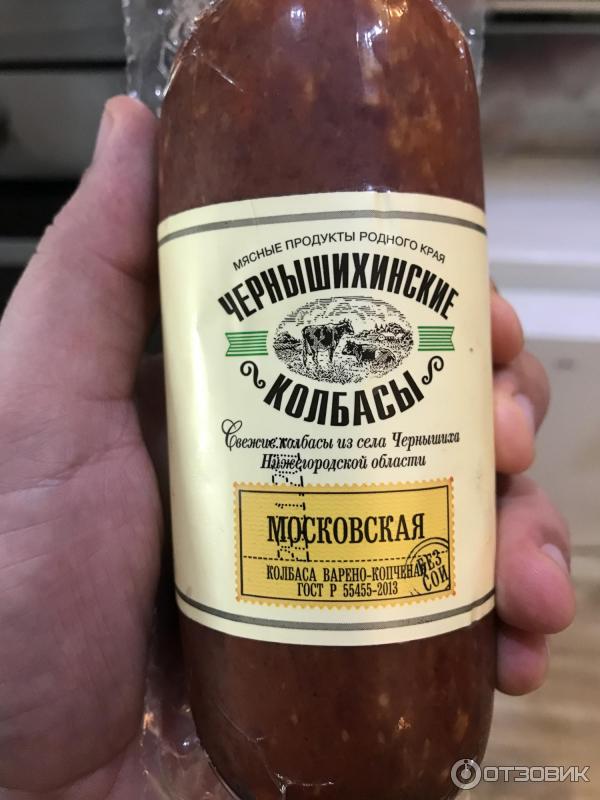 МЯСНЫЕ ПРОДУКТЫ РОДНОГО КРАЯ
ЧЕРНЫШИХИНСКИЕ
КОЛБАСЫ
Свежие колбасы из села Чернышиха
Нижегородской области
МОСКОВСКАЯ
КОЛБАСА ВАРЕНО-КОПЧЕНАЯ
ГОСТ Р 55455-2013
БЕЗ
СОИ
ОТЗОВИК